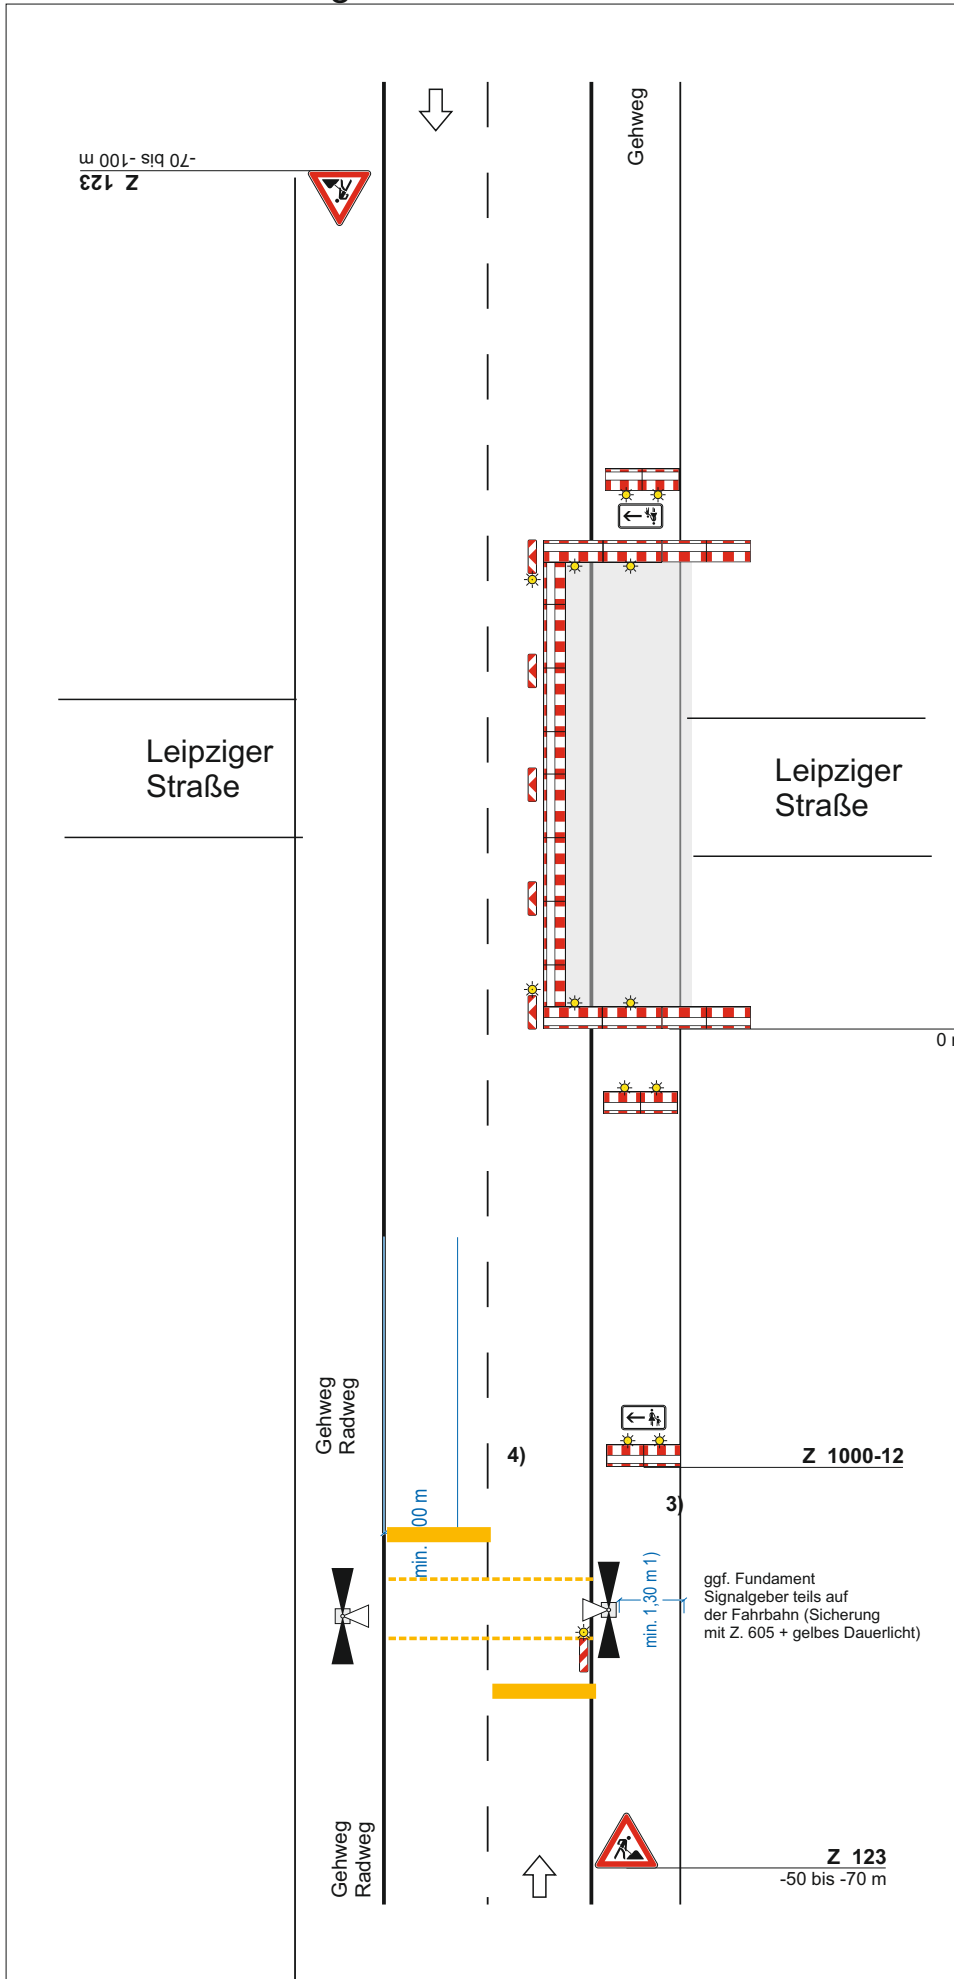 Gehweg
-70 bis -100 m
Z 123
Leipziger
Straße
Leipziger
Straße
Gehweg
Radweg
4)
Z 1000-12
3)
min. 
00 m
min. 1,30 m 1)
ggf. Fundament
Signalgeber teils auf
der Fahrbahn (Sicherung
mit Z. 605 + gelbes Dauerlicht)
Gehweg
Radweg
Z 123
-50 bis -70 m